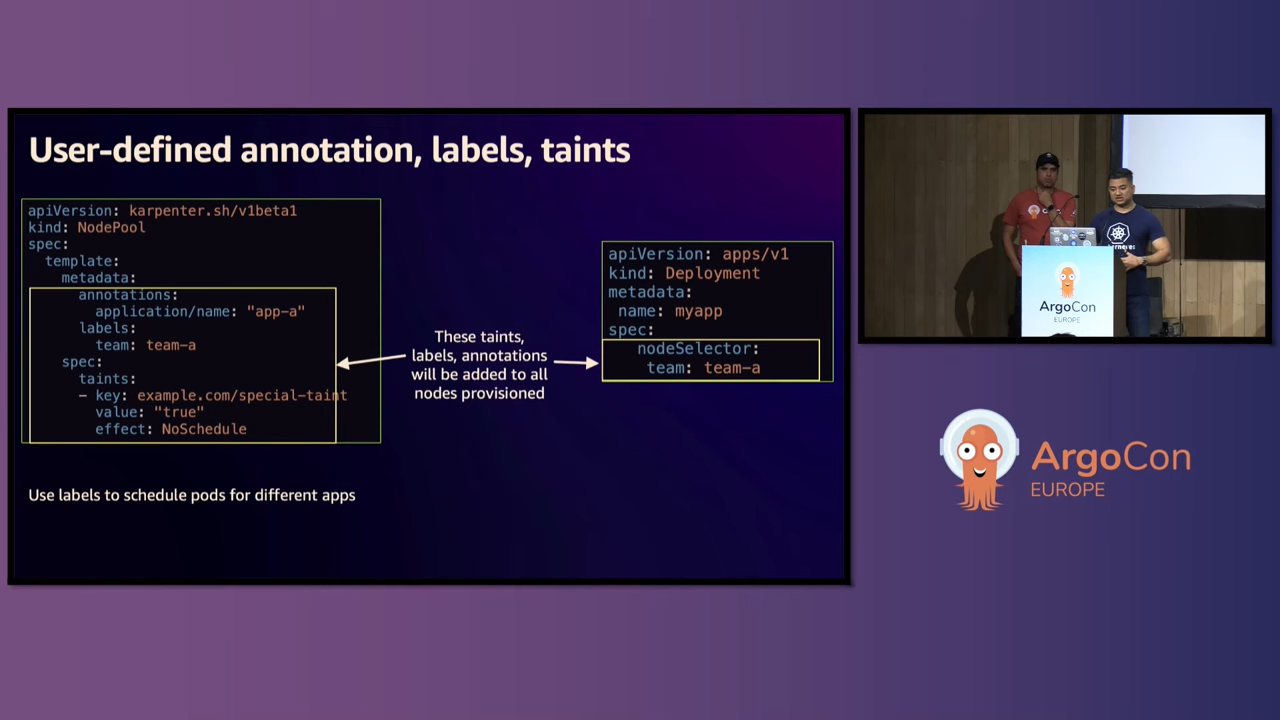 User-defined annotation, labels, taints
apiVersion: karpenter.sh/v1beta1
kind: NodePool
spec:
template:
metadata:
annotations:
application/name: "app-a"
labels:
team: team-a
spec:
taints:
- key: example.com/special-taint
value: "true"
effect: NoSchedule
These taints,
labels, annotations
will be added to all
nodes provisioned
apiVersion: apps/v1
kind: Deployment
metadata:
name: myapp
spec:
nodeSelector:
team: team-a
Use labels to schedule pods for different apps
ArgoCon
EUROPE
ArgoCon
EUROPE